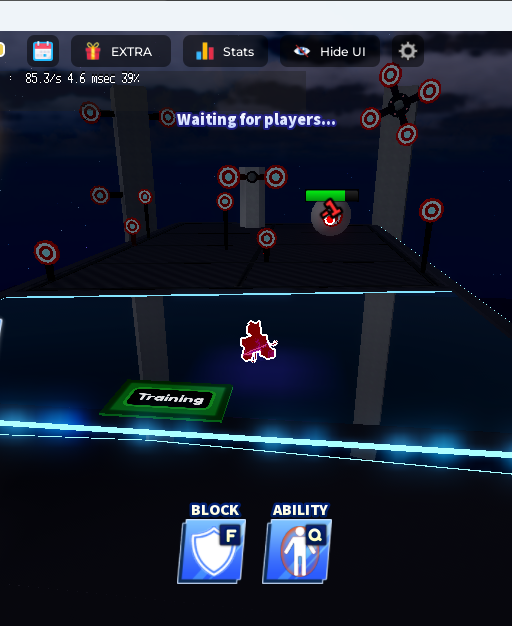 EXTRA
Stats
Hide UI
: 85.3/s 4.6 msec 39%
Waiting for players...
Training
BLOCK
ABILITY
F
Q